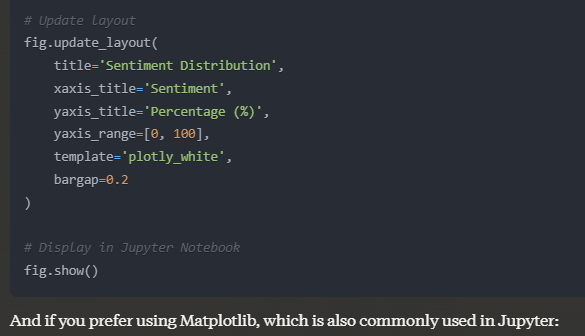 # Update layout
fig.update_layout(
    title='Sentiment Distribution',
    xaxis_title='Sentiment',
    yaxis_title='Percentage (%)',
    yaxis_range=[0, 100],
    template='plotly_white',
    bargap=0.2
)
# Display in Jupyter Notebook
fig.show()
And if you prefer using Matplotlib, which is also commonly used in Jupyter: